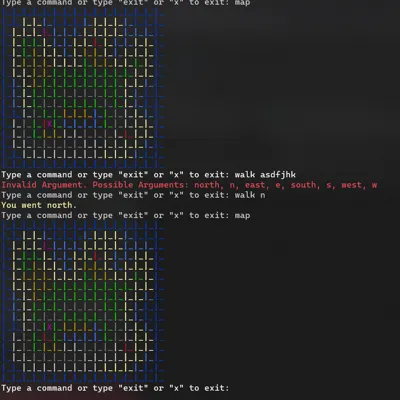 Type a command or type "exit" or "x" to exit: map
Type a command or type "exit" or "x" to exit: walk asdfjhk
Invalid Argument. Possible Arguments: north, n, east, e, south, s, west, w
Type a command or type "exit" or "x" to exit: walk n
You went north.
Type a command or type "exit" or "x" to exit: map
Type a command or type "exit" or "x" to exit: